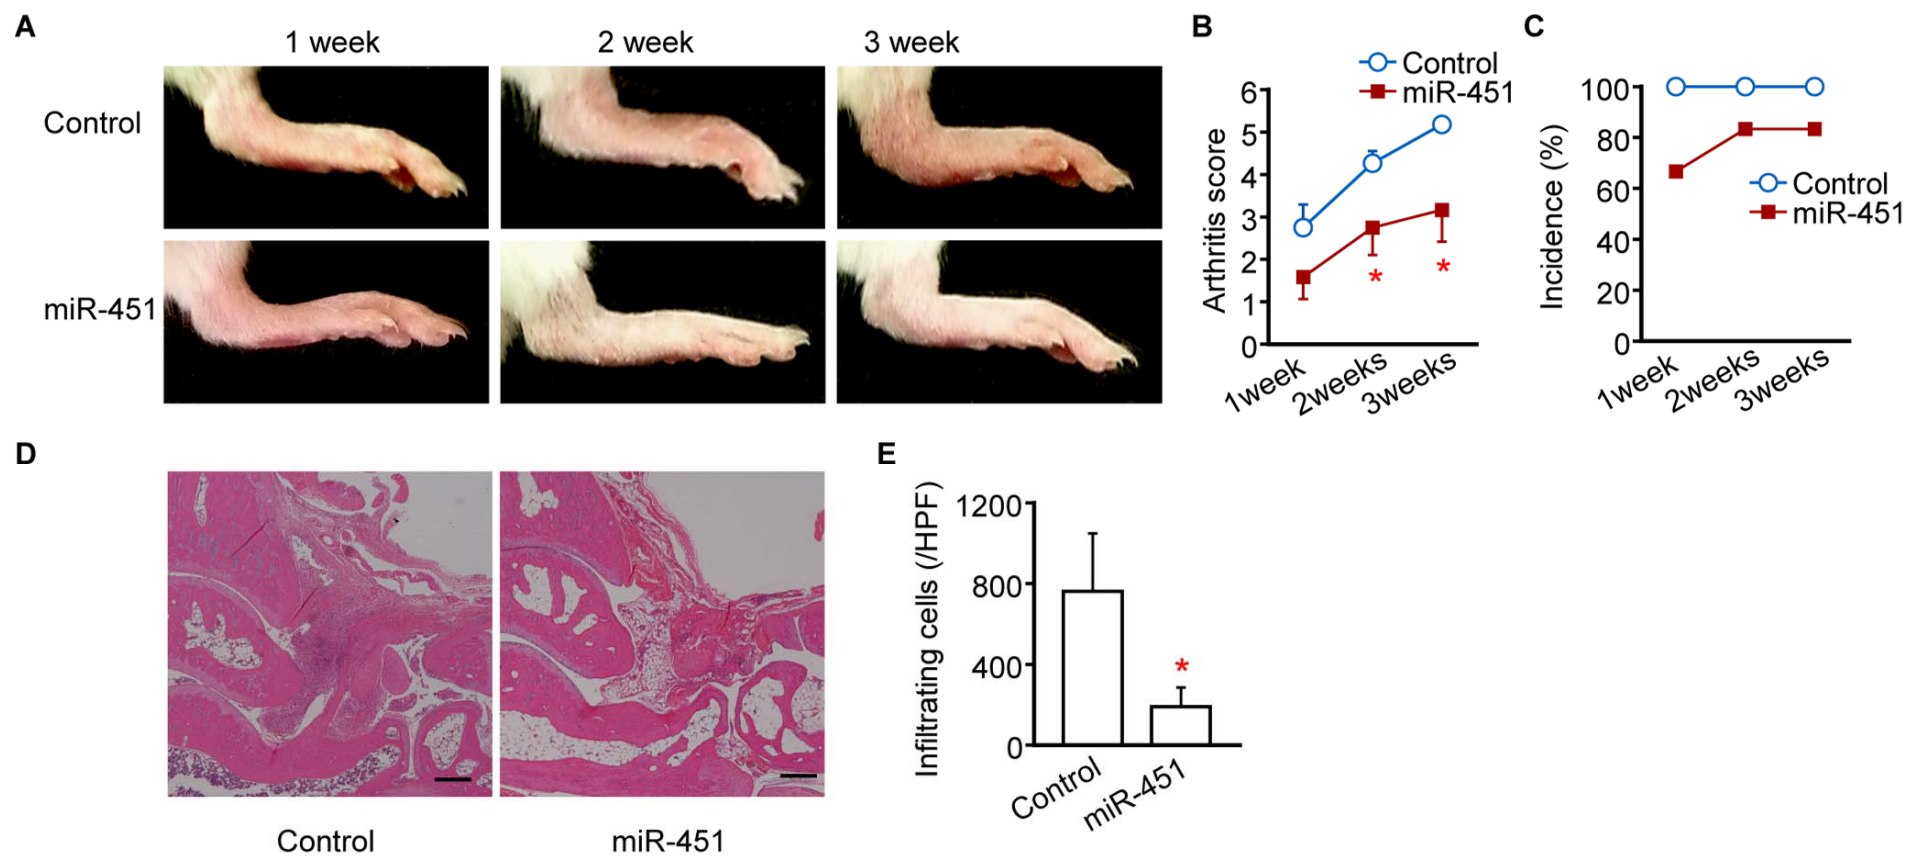 A
1 week
2 week
3 week
Control
miR-451
B
Control
miR-451
Arthritis score
6
5
4
3
2
1
0
*
*
1week
2weeks
3weeks
C
Incidence (%)
100
80
60
40
20
0
Control
miR-451
1week
2weeks
3weeks
D
Control
miR-451
E
Infiltrating cells (/HPF)
1200
800
400
0
*
Control
miR-451